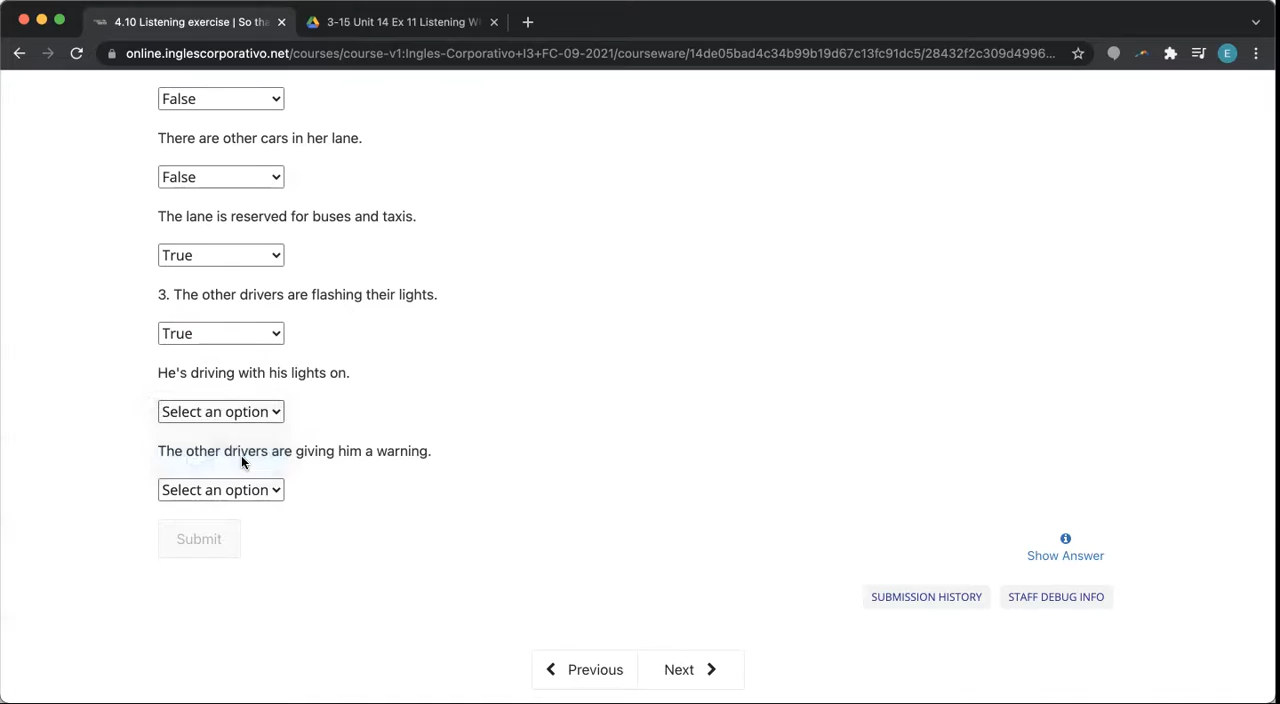 4.10 Listening exercise | So tha
3-15 Unit 14 Ex 11 Listening W
online.inglescorporativo.net/courses/course-v1:Ingles-Corporativo+I3+FC-09-2021/courseware/14de05bad4c34b99b19d67c13fc91dc5/28432f2c309d4996...
E
False
There are other cars in her lane.
False
The lane is reserved for buses and taxis.
True
3. The other drivers are flashing their lights.
True
He's driving with his lights on.
Select an option
The other drivers are giving him a warning.
Select an option
Submit
Show Answer
SUBMISSION HISTORY STAFF DEBUG INFO
Previous Next